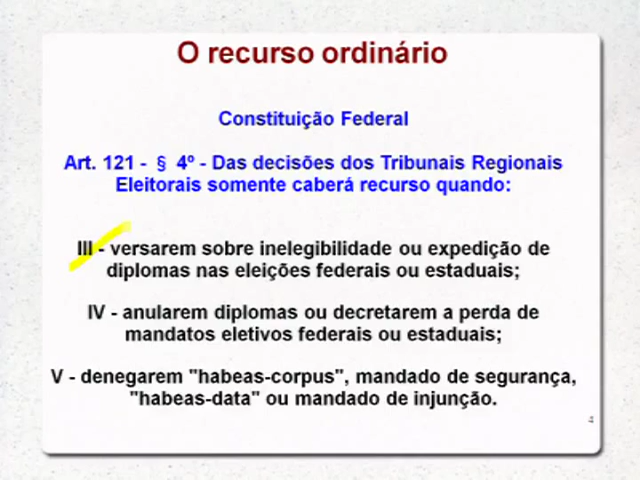 O recurso ordinário
Constituição Federal
Art. 121 - § 4º - Das decisões dos Tribunais Regionais
Eleitorais somente caberá recurso quando:
III - versarem sobre inelegibilidade ou expedição de
diplomas nas eleições federais ou estaduais;
IV - anularem diplomas ou decretarem a perda de
mandatos eletivos federais ou estaduais;
V - denegarem "habeas-corpus", mandado de segurança,
"habeas-data" ou mandado de injunção.